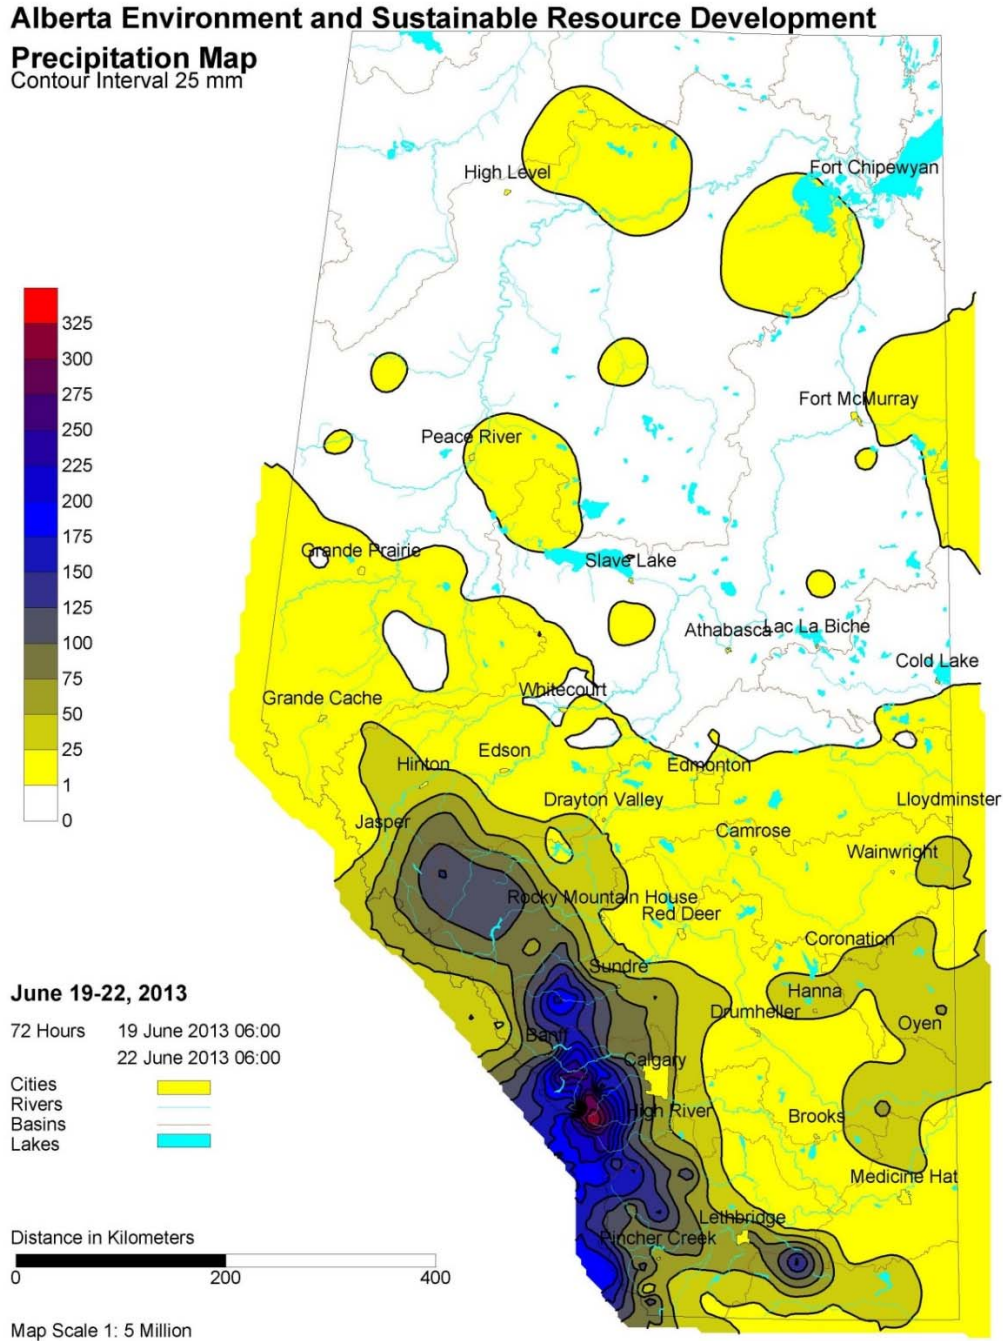 Alberta Environment and Sustainable Resource Development
Precipitation Map
Contour Interval 25 mm
Fort Chipewyan
High Level
325
300
275
250
225
200
175
150
125
100
75
50
25
1
0
Fort McMurray
Peace River
Grande Prairie
Slave Lake
Athabasca
Lac La Biche
Cold Lake
Whitecourt
Grande Cache
Edson
Hinton
Edmonton
Drayton Valley
Lloydminster
Jasper
Camrose
Wainwright
Rocky Mountain House
Red Deer
Coronation
Sundre
Hanna
Drumheller
Oyen
Banff
Calgary
High River
Brooks
Medicine Hat
Lethbridge
Pincher Creek
June 19-22, 2013
72 Hours 19 June 2013 06:00
22 June 2013 06:00
Cities
Rivers
Basins
Lakes
Distance in Kilometers
0 200 400
Map Scale 1: 5 Million